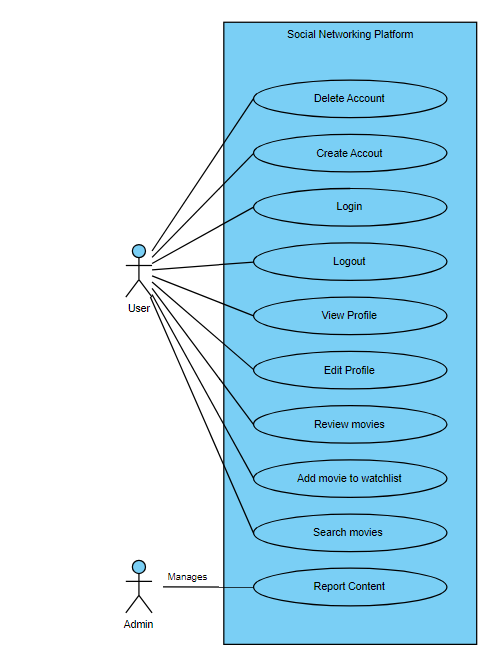 Social Networking Platform
Delete Account
Create Accout
Login
Logout
User
View Profile
Edit Profile
Review movies
Add movie to watchlist
Search movies
Manages
Report Content
Admin